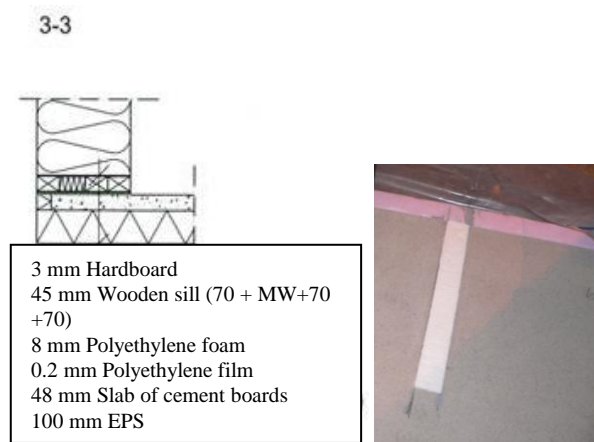 3-3
3 mm Hardboard
45 mm Wooden sill (70 + MW+70
+70)
8 mm Polyethylene foam
0.2 mm Polyethylene film
48 mm Slab of cement boards
100 mm EPS